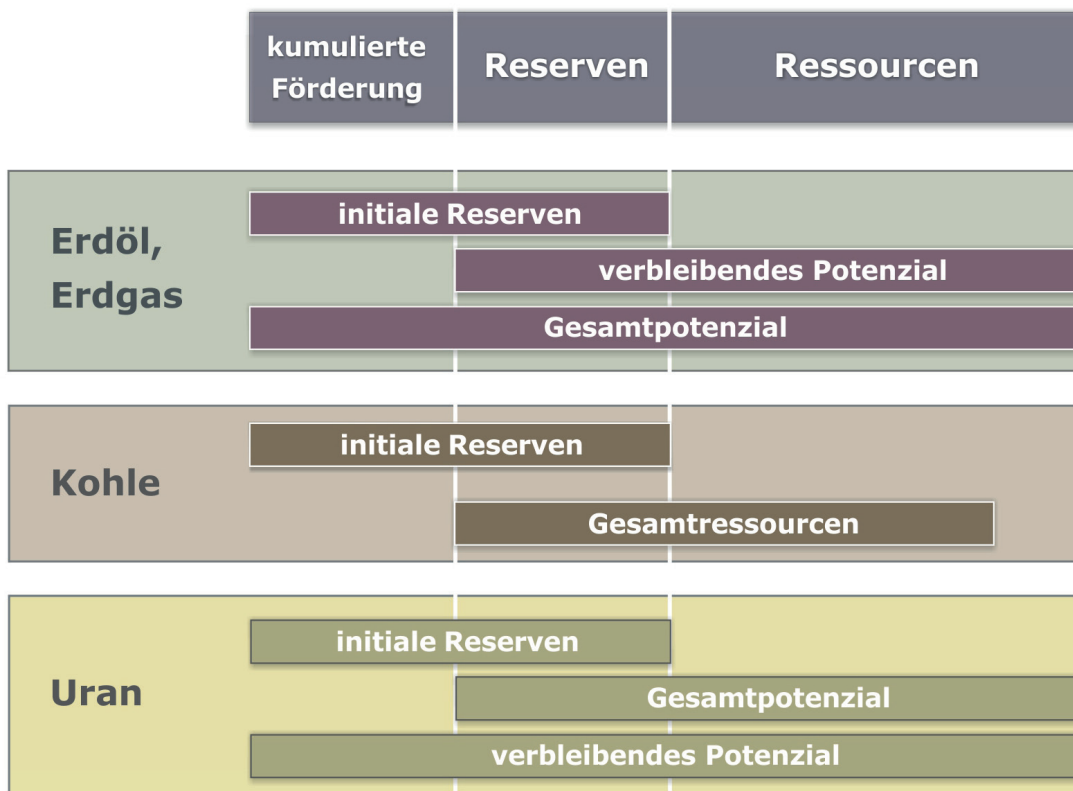 kumulierte
Förderung
Reserven
Ressourcen
Erdöl,
Erdgas
initiale Reserven
verbleibendes Potenzial
Gesamtpotenzial
Kohle
initiale Reserven
Gesamtressourcen
Uran
initiale Reserven
Gesamtpotenzial
verbleibendes Potenzial